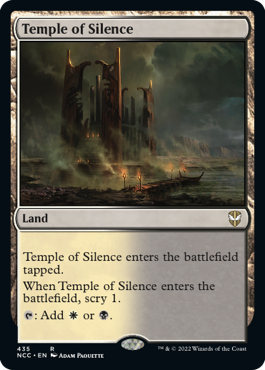 Temple of Silence
Land
Temple of Silence enters the battlefield
tapped.
When Temple of Silence enters the
battlefield, scry 1.
: Add or .
435 R
NCC • EN Adam Paquette
™ & © 2022 Wizards of the Coast